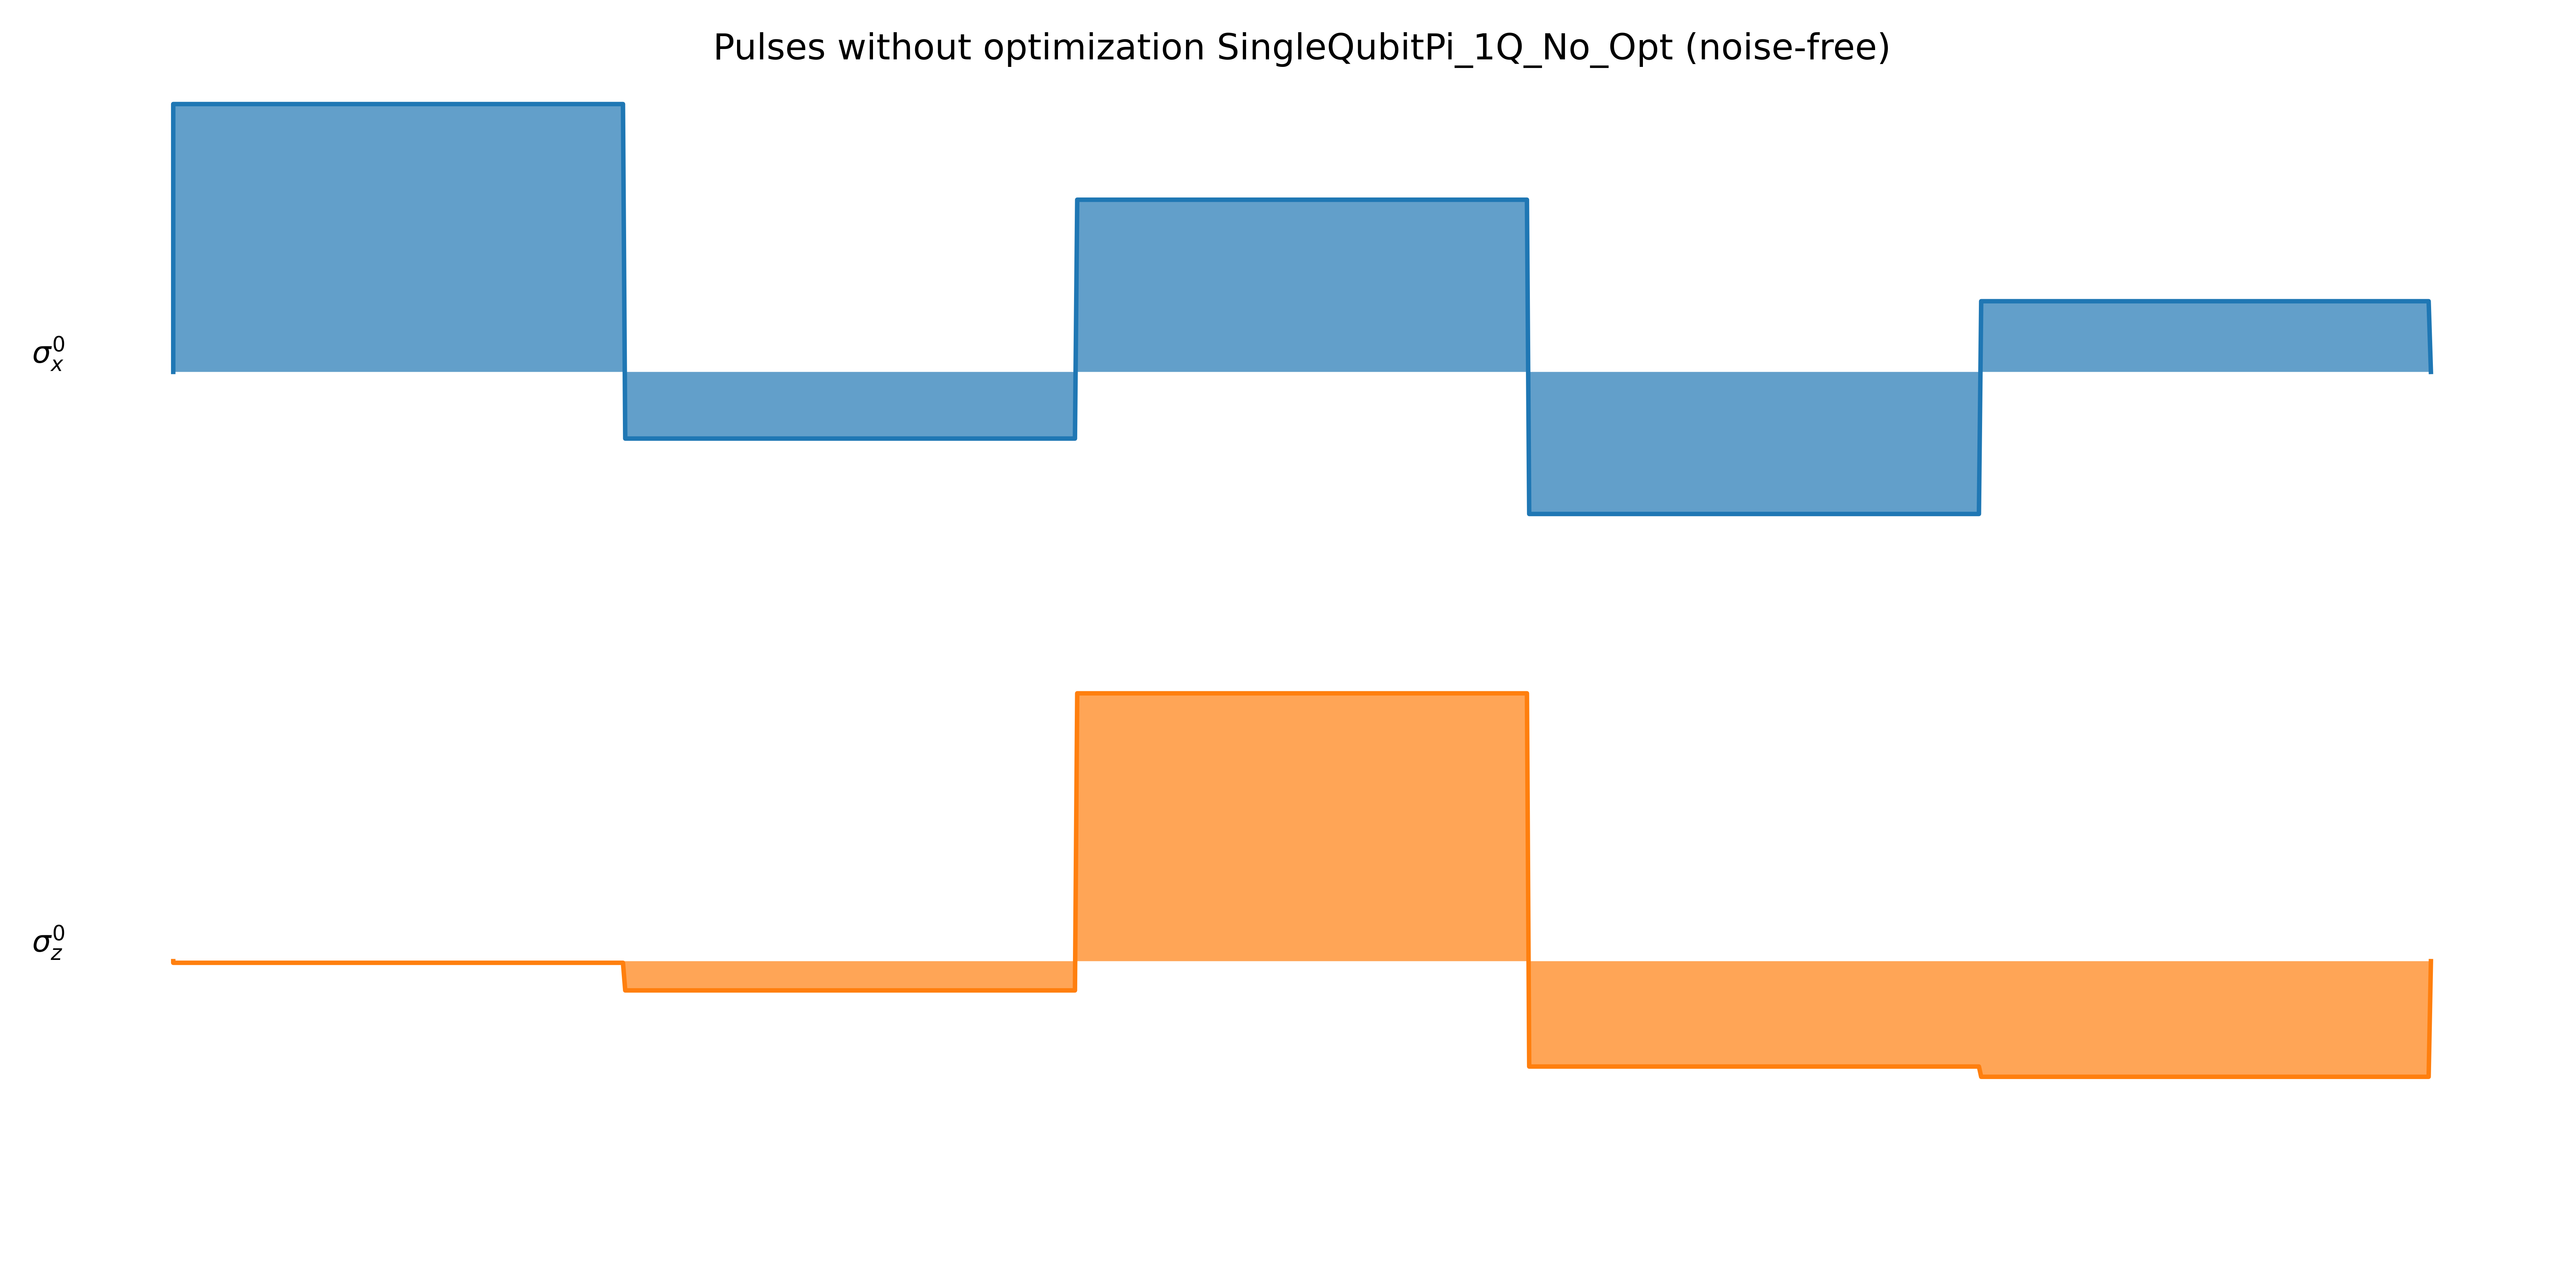 Pulses without optimization SingleQubitPi_1Q_No_Opt (noise-free)
σ_x^0
σ_z^0